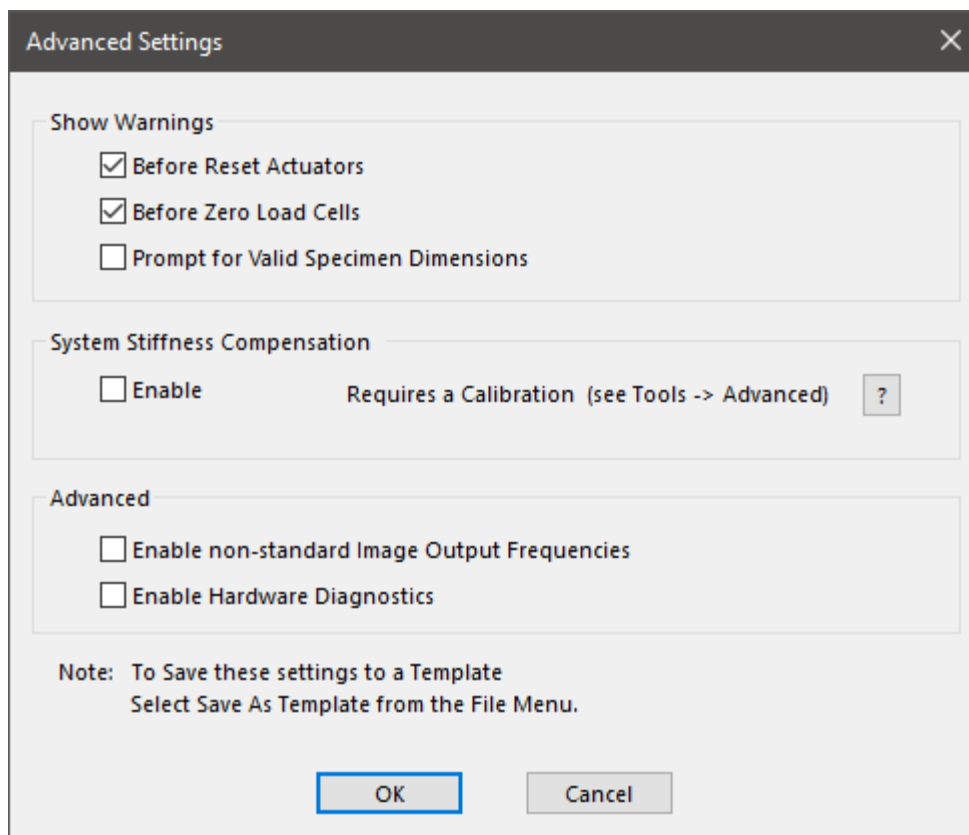 Advanced Settings
Show Warnings
Before Reset Actuators
Before Zero Load Cells
Prompt for Valid Specimen Dimensions
System Stiffness Compensation
Enable Requires a Calibration (see Tools -> Advanced) ?
Advanced
Enable non-standard Image Output Frequencies
Enable Hardware Diagnostics
Note: To Save these settings to a Template
Select Save As Template from the File Menu.
OK Cancel